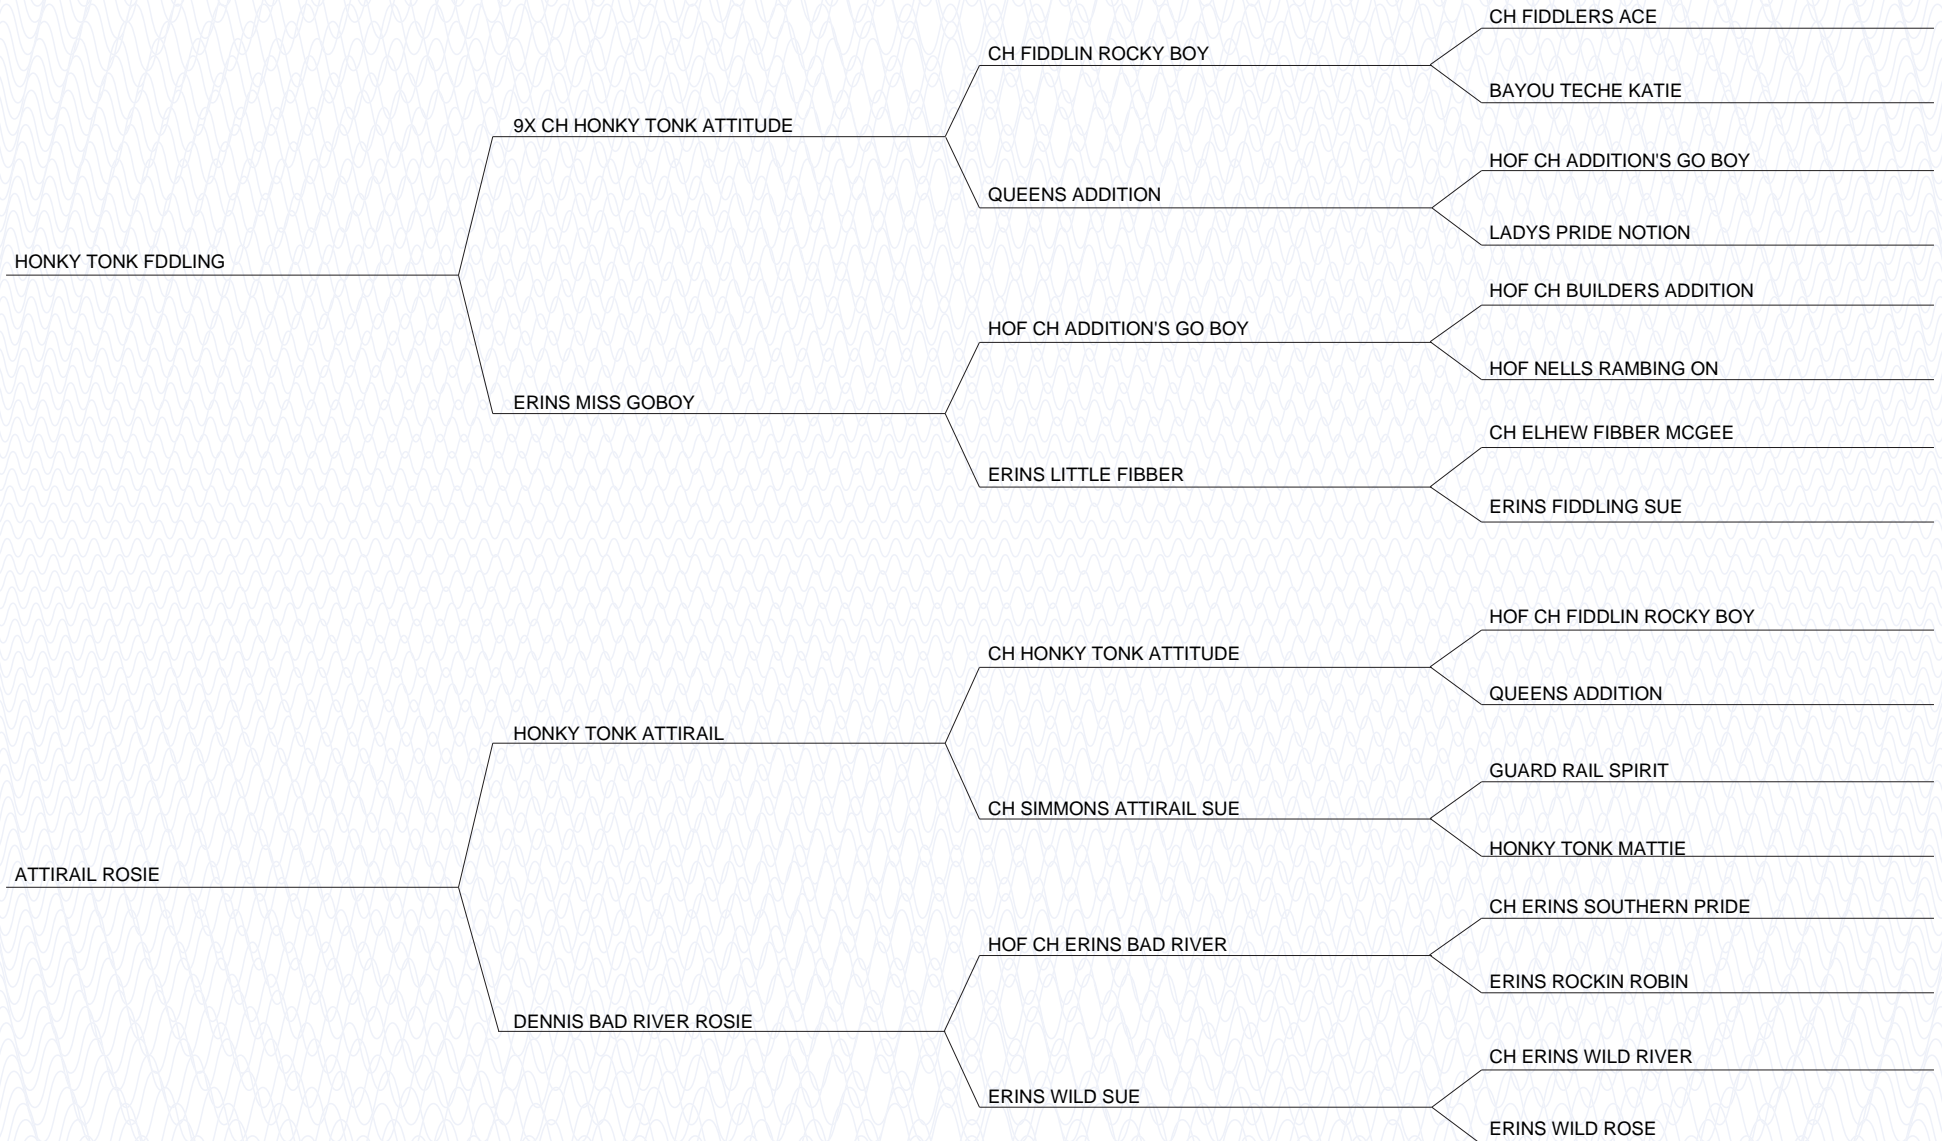 CH FIDDLERS ACE
CH FIDDLIN ROCKY BOY
BAYOU TECHE KATIE
9X CH HONKY TONK ATTITUDE
HOF CH ADDITION'S GO BOY
QUEENS ADDITION
LADYS PRIDE NOTION
HONKY TONK FDDLING
HOF CH BUILDERS ADDITION
HOF CH ADDITION'S GO BOY
HOF NELLS RAMBING ON
ERINS MISS GOBOY
CH ELHEW FIBBER MCGEE
ERINS LITTLE FIBBER
ERINS FIDDLING SUE
HOF CH FIDDLIN ROCKY BOY
CH HONKY TONK ATTITUDE
QUEENS ADDITION
HONKY TONK ATTIRAIL
GUARD RAIL SPIRIT
CH SIMMONS ATTIRAIL SUE
HONKY TONK MATTIE
ATTIRAIL ROSIE
CH ERINS SOUTHERN PRIDE
HOF CH ERINS BAD RIVER
ERINS ROCKIN ROBIN
DENNIS BAD RIVER ROSIE
CH ERINS WILD RIVER
ERINS WILD SUE
ERINS WILD ROSE